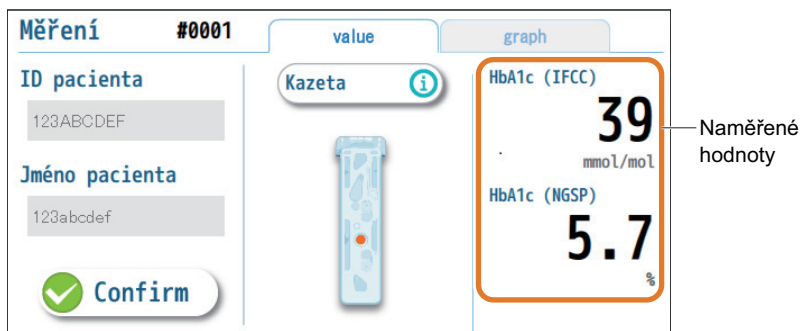 Měření #0001
value
graph
ID pacienta
123ABCDEF
Jméno pacienta
123abcdef
Confirm
Kazeta i
HbA1c (IFCC)
39
mmol/mol
HbA1c (NGSP)
5.7
%
Naměřené
hodnoty